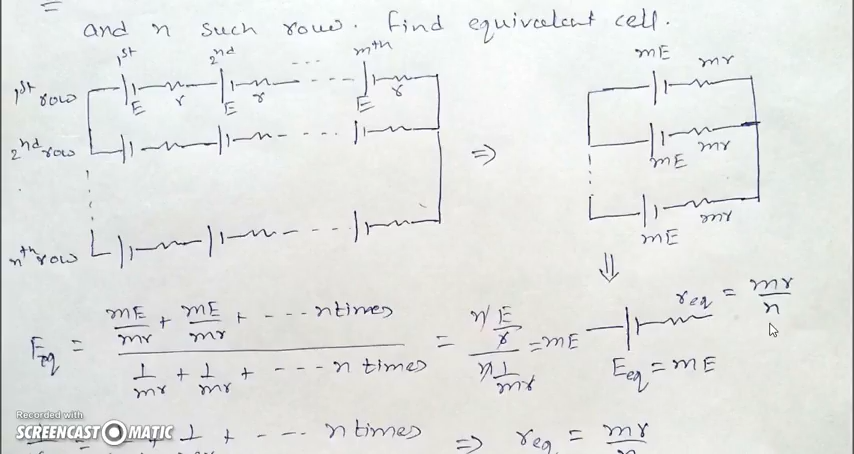 and n such rows. Find equivalent cell.
1st 2nd ... mth
1st row E r E r E r
2nd row
nth row
⇒
mE mr
mE mr
mE mr
⇓
Eeq = mE/mr + mE/mr + --- n times / 1/mr + 1/mr + --- n times = n E/r / n 1/mr = mE
req = mr/n
Eeq = mE
Recorded with
SCREENCAST O MATIC
+ 1 + --- n times ⇒ req = mr